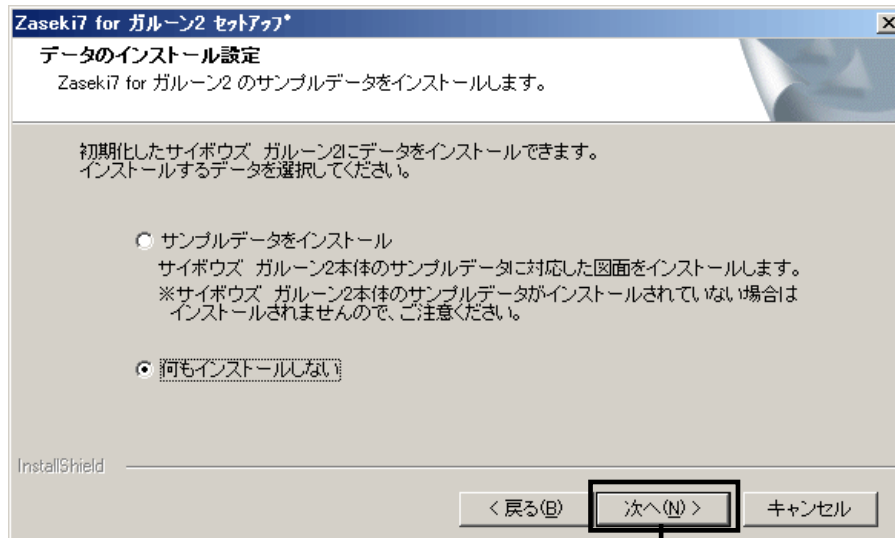 Zaseki7 for ガルーン2 ｾｯﾄｱｯﾌﾟ
データのインストール設定
Zaseki7 for ガルーン2 のサンプルデータをインストールします。
初期化したサイボウズ ガルーン2にデータをインストールできます。
インストールするデータを選択してください。
サンプルデータをインストール
サイボウズ ガルーン2本体のサンプルデータに対応した図面をインストールします。
※サイボウズ ガルーン2本体のサンプルデータがインストールされていない場合は
インストールされませんので、ご注意ください。
何もインストールしない
InstallShield
< 戻る(B)
次へ(N) >
キャンセル